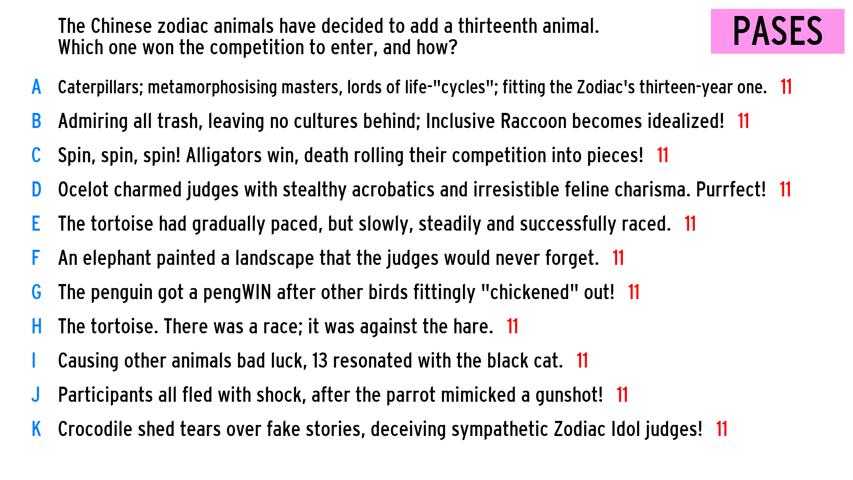 The Chinese zodiac animals have decided to add a thirteenth animal.
Which one won the competition to enter, and how?
PASES
A Caterpillars; metamorphosising masters, lords of life-"cycles"; fitting the Zodiac's thirteen-year one. 11
B Admiring all trash, leaving no cultures behind; Inclusive Raccoon becomes idealized! 11
C Spin, spin, spin! Alligators win, death rolling their competition into pieces! 11
D Ocelot charmed judges with stealthy acrobatics and irresistible feline charisma. Purrfect! 11
E The tortoise had gradually paced, but slowly, steadily and successfully raced. 11
F An elephant painted a landscape that the judges would never forget. 11
G The penguin got a pengWIN after other birds fittingly "chickened" out! 11
H The tortoise. There was a race; it was against the hare. 11
I Causing other animals bad luck, 13 resonated with the black cat. 11
J Participants all fled with shock, after the parrot mimicked a gunshot! 11
K Crocodile shed tears over fake stories, deceiving sympathetic Zodiac Idol judges! 11